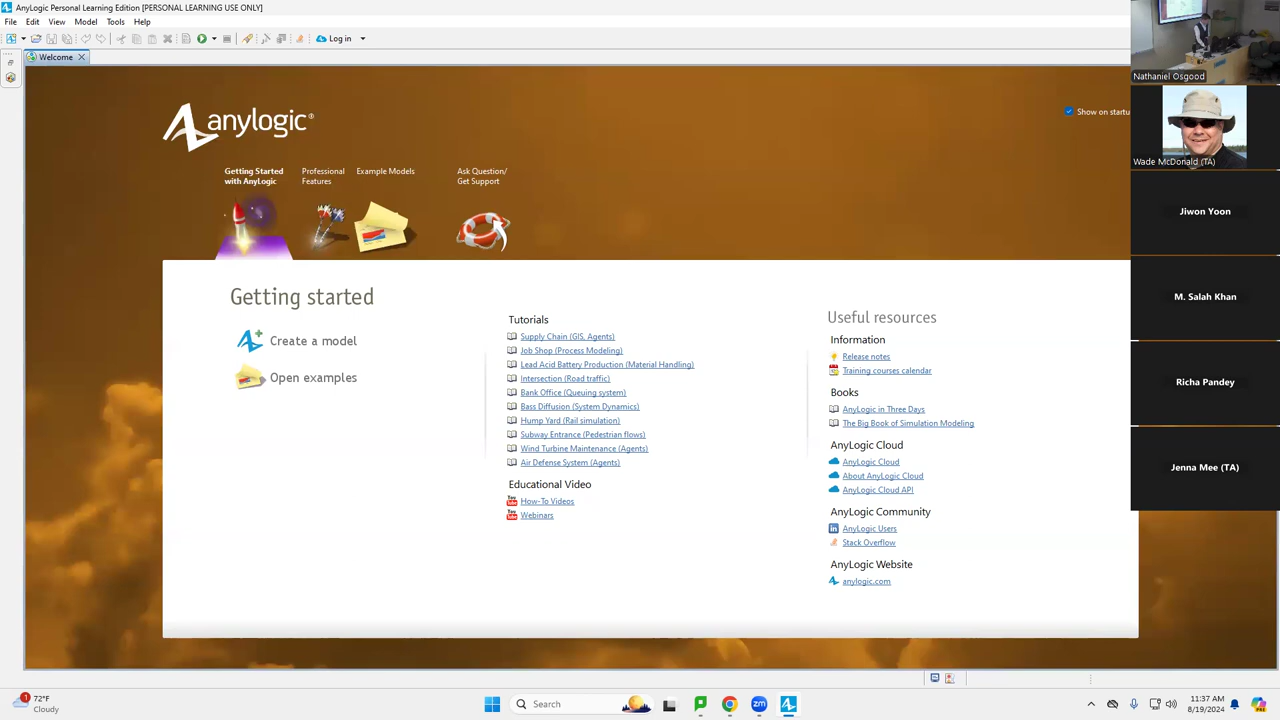 AnyLogic Personal Learning Edition [PERSONAL LEARNING USE ONLY]
File Edit View Model Tools Help
Log in
Welcome
anylogic®
Show on startu
Getting Started with AnyLogic
Professional Features
Example Models
Ask Question/ Get Support
Getting started
Create a model
Open examples
Tutorials
Supply Chain (GIS, Agents)
Job Shop (Process Modeling)
Lead Acid Battery Production (Material Handling)
Intersection (Road traffic)
Bank Office (Queuing system)
Bass Diffusion (System Dynamics)
Hump Yard (Rail simulation)
Subway Entrance (Pedestrian flows)
Wind Turbine Maintenance (Agents)
Air Defense System (Agents)
Educational Video
How-To Videos
Webinars
Useful resources
Information
Release notes
Training courses calendar
Books
AnyLogic in Three Days
The Big Book of Simulation Modeling
AnyLogic Cloud
AnyLogic Cloud
About AnyLogic Cloud
AnyLogic Cloud API
AnyLogic Community
AnyLogic Users
Stack Overflow
AnyLogic Website
anylogic.com
Nathaniel Osgood
Wade McDonald (TA)
Jiwon Yoon
M. Salah Khan
Richa Pandey
Jenna Mee (TA)
1
72°F
Cloudy
Search
zm
11:37 AM
8/19/2024